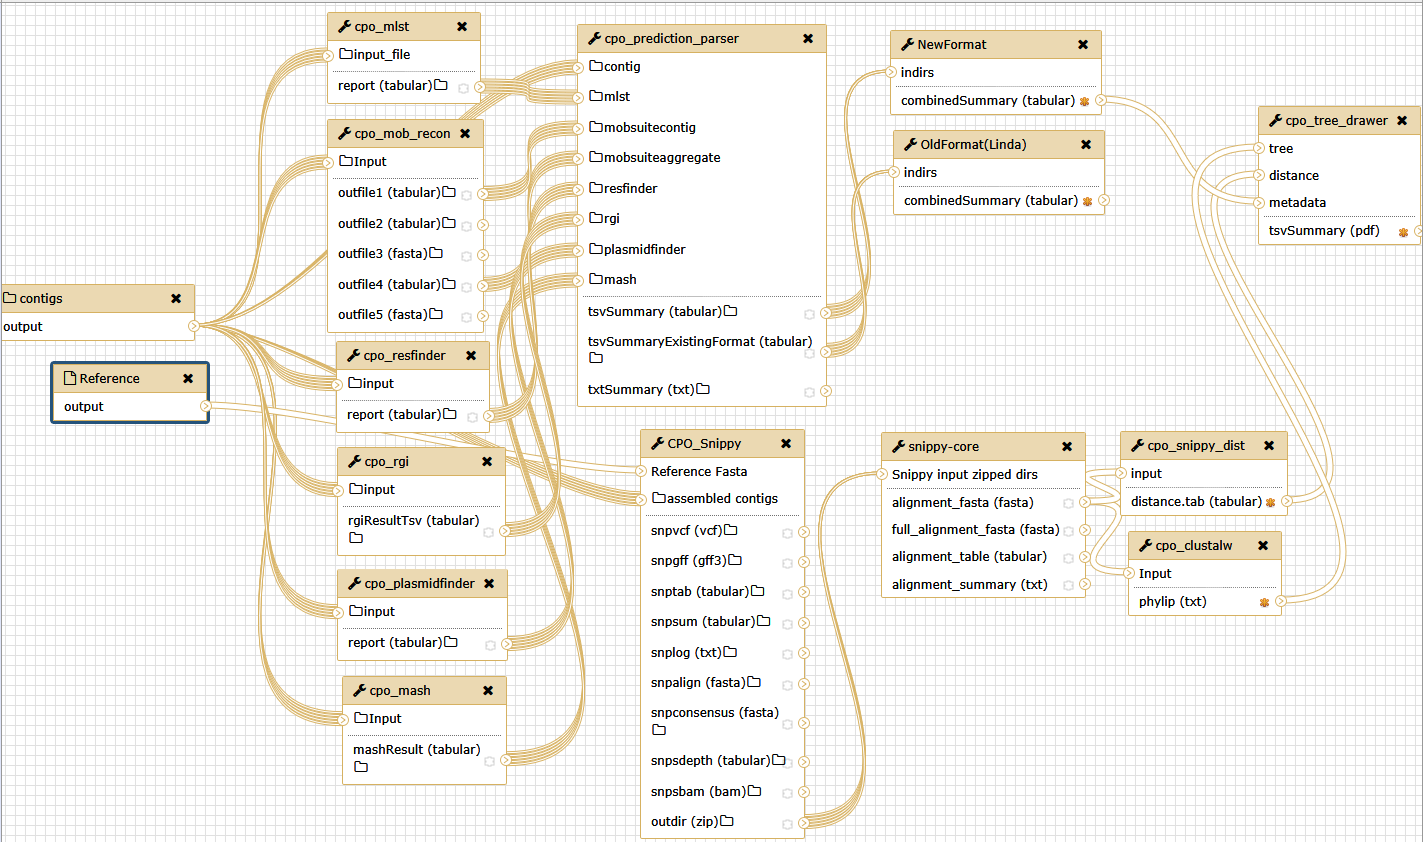 cpo_mlst
input_file
report (tabular)
cpo_mob_recon
Input
outfile1 (tabular)
outfile2 (tabular)
outfile3 (fasta)
outfile4 (tabular)
outfile5 (fasta)
contigs
output
Reference
output
cpo_resfinder
input
report (tabular)
cpo_rgi
input
rgiResultTsv (tabular)
cpo_plasmidfinder
input
report (tabular)
cpo_mash
Input
mashResult (tabular)
cpo_prediction_parser
contig
mlst
mobsuitecontig
mobsuiteaggregate
resfinder
rgi
plasmidfinder
mash
tsvSummary (tabular)
tsvSummaryExistingFormat (tabular)
txtSummary (txt)
CPO_Snippy
Reference Fasta
assembled contigs
snpvcf (vcf)
snpgff (gff3)
snptab (tabular)
snpsum (tabular)
snplog (txt)
snpalign (fasta)
snpconsensus (fasta)
snpsdepth (tabular)
snpsbam (bam)
outdir (zip)
NewFormat
indirs
combinedSummary (tabular)
OldFormat(Linda)
indirs
combinedSummary (tabular)
snippy-core
Snippy input zipped dirs
alignment_fasta (fasta)
full_alignment_fasta (fasta)
alignment_table (tabular)
alignment_summary (txt)
cpo_snippy_dist
input
distance.tab (tabular)
cpo_clustalw
Input
phylip (txt)
cpo_tree_drawer
tree
distance
metadata
tsvSummary (pdf)